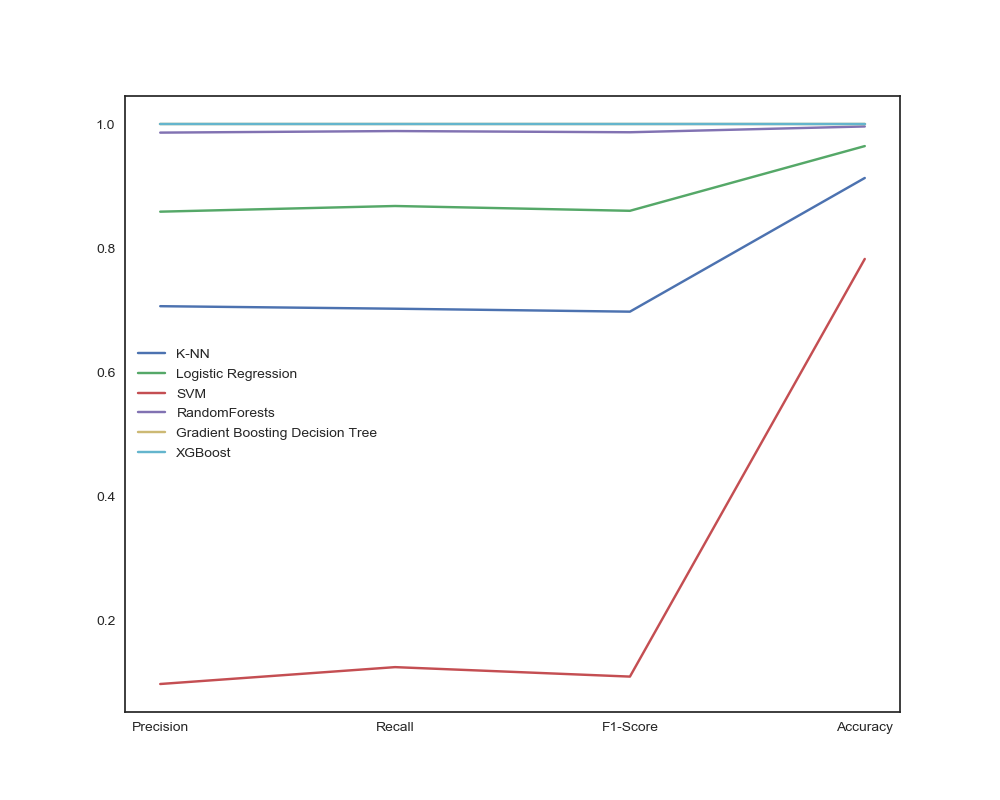 1.0
0.8
0.6
0.4
0.2
K-NN
Logistic Regression
SVM
RandomForests
Gradient Boosting Decision Tree
XGBoost
Precision Recall F1-Score Accuracy